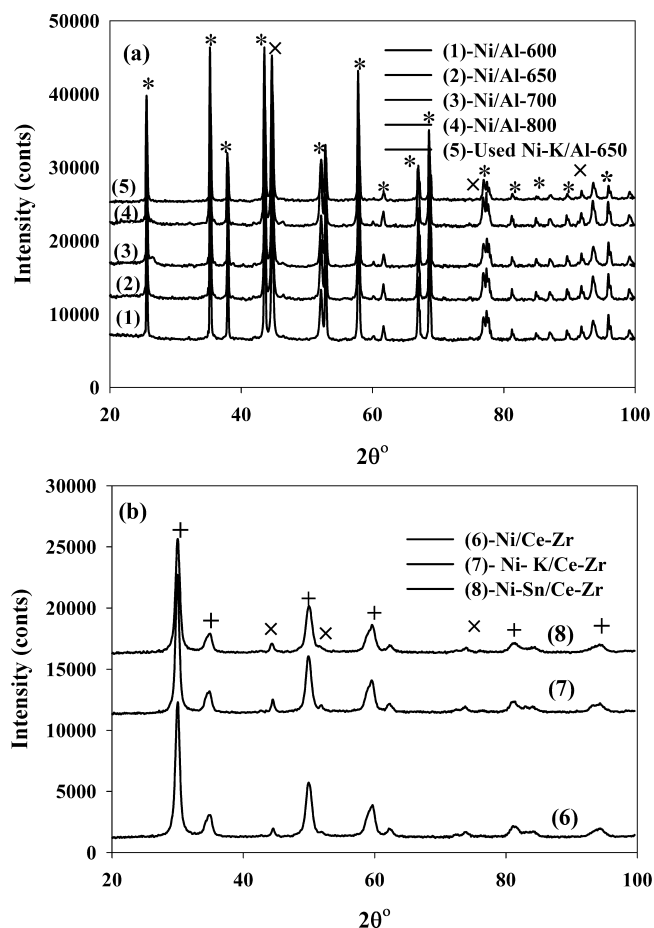 50000
(a)
(1)-Ni/Al-600
(2)-Ni/Al-650
40000
(3)-Ni/Al-700
(4)-Ni/Al-800
(5)-Used Ni-K/Al-650
30000
(5)
(4)
20000
(3)
(2)
10000
(1)
0
20 40 60 80 100
2θ°
Intensity (conts)
30000
(b)
(6)-Ni/Ce-Zr
25000
(7)- Ni- K/Ce-Zr
(8)-Ni-Sn/Ce-Zr
20000
(8)
15000
(7)
10000
5000
(6)
0
20 40 60 80 100
2θ°
Intensity (conts)